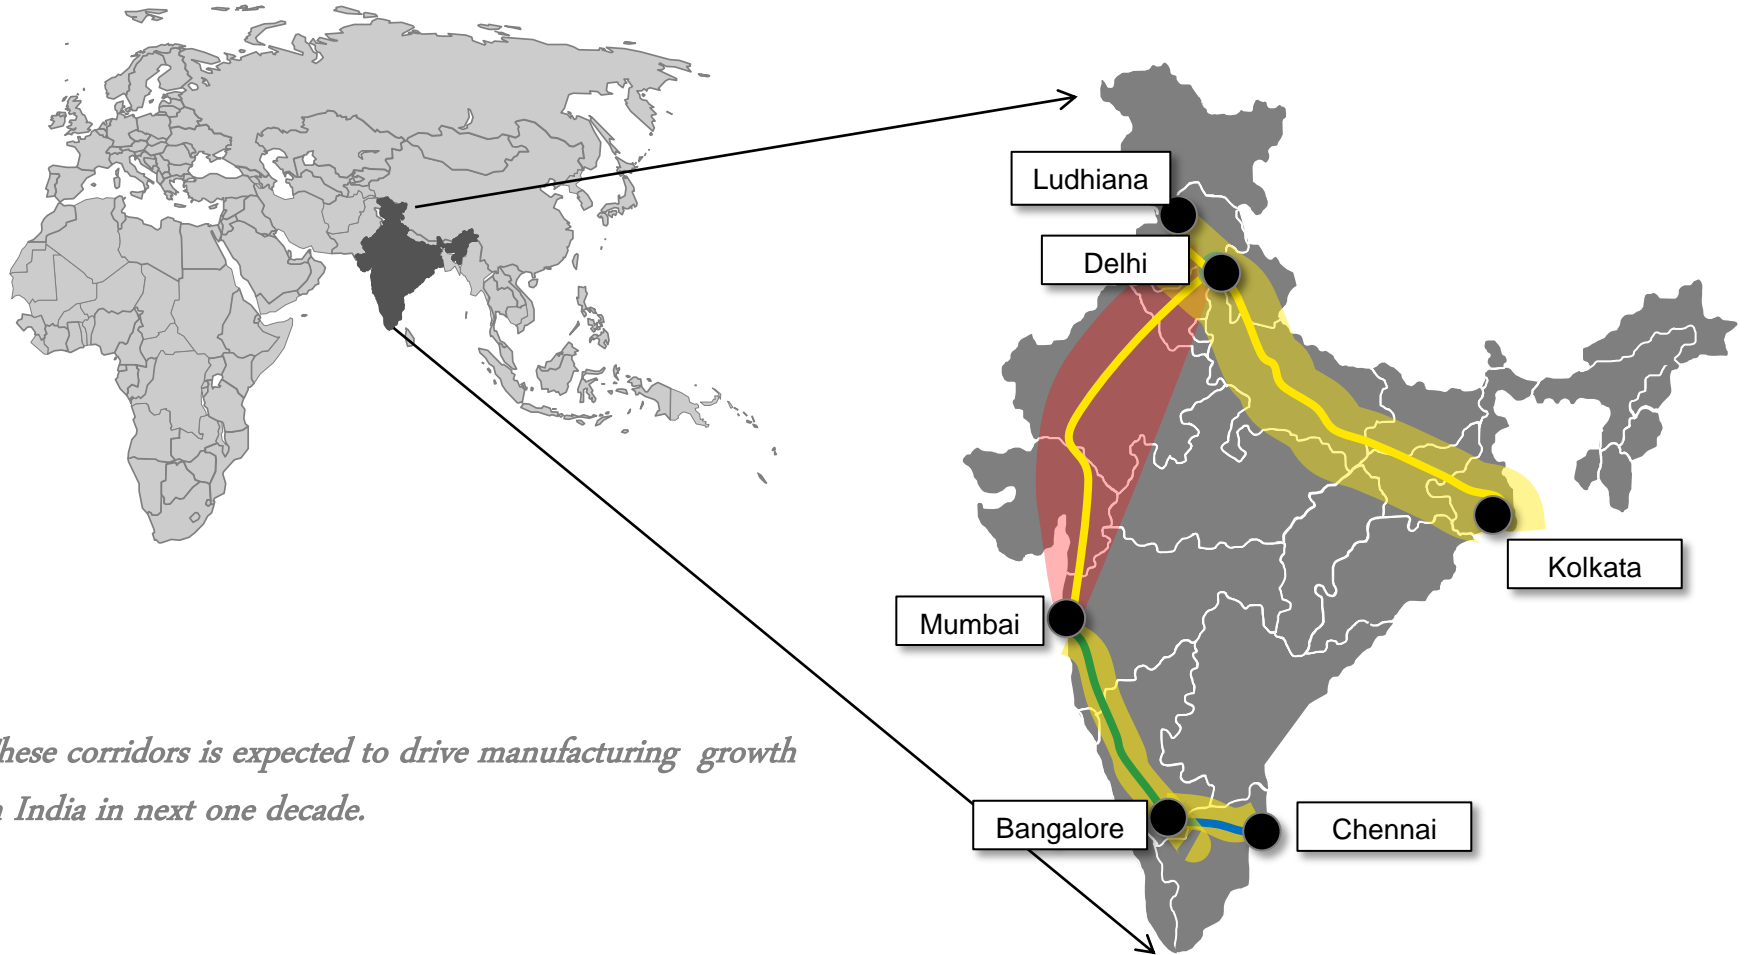 Ludhiana
Delhi
Kolkata
Mumbai
hese corridors is expected to drive manufacturing growth
India in next one decade.
Bangalore
Chennai